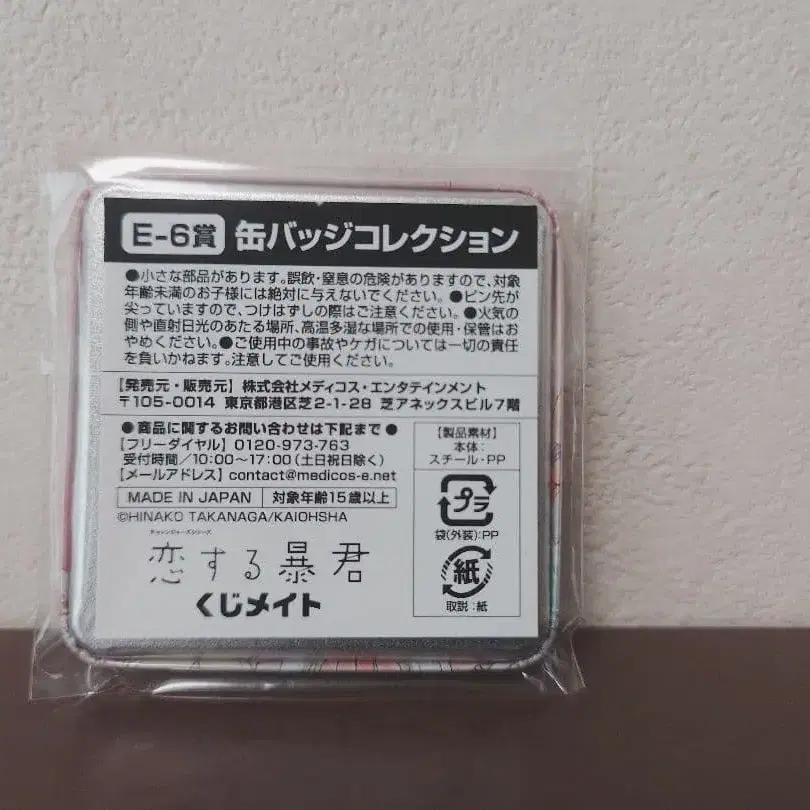 E-6賞 缶バッジコレクション
●小さな部品があります。誤飲・窒息の危険がありますので、対象
年齢未満のお子様には絶対に与えないでください。●ピン先が
尖っていますので、つけはずしの際はご注意ください。●火気の
側や直射日光のあたる場所、高温多湿な場所での使用・保管はお
やめください。●ご使用中の事故やケガについては一切の責任
を負いかねます。注意してご使用ください。
【発売元・販売元】株式会社メディコス・エンタテインメント
〒105-0014 東京都港区芝2-1-28 芝アネックスビル7階
●商品に関するお問い合わせは下記まで●
【フリーダイヤル】0120-973-763
受付時間/10:00〜17:00(土日祝日除く)
【メールアドレス】contact@medicos-e.net
MADE IN JAPAN 対象年齢15歳以上
©HINAKO TAKANAGA/KAIOHSHA
チャレンジャーズシリーズ
恋する暴君
くじメイト
【製品素材】
本体:
スチール・PP
プラ
袋(外装):PP
紙
取説:紙